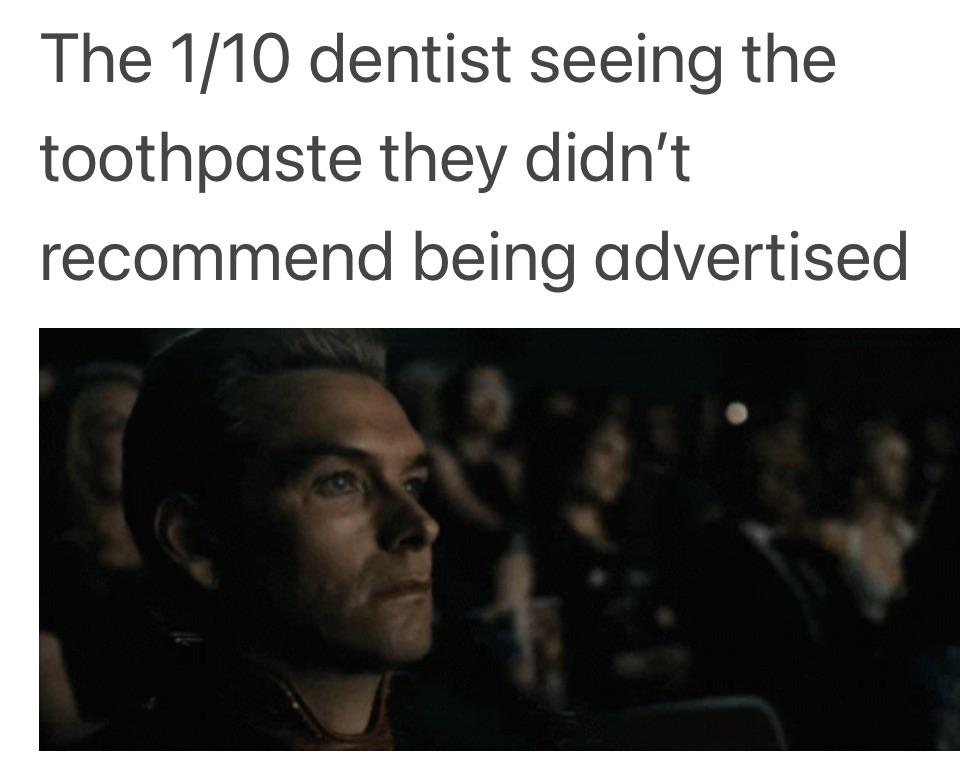 The 1/10 dentist seeing the
toothpaste they didn’t
recommend being advertised